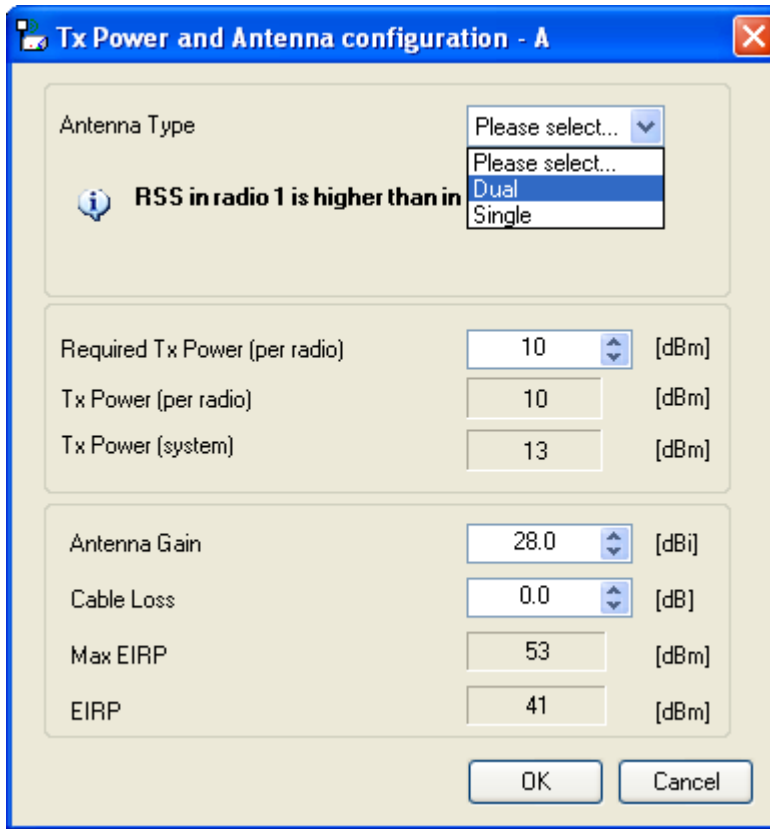 Tx Power and Antenna configuration - A
Antenna Type Please select...
Please select...
RSS in radio 1 is higher than in Dual
Single
Required Tx Power (per radio) 10 [dBm]
Tx Power (per radio) 10 [dBm]
Tx Power (system) 13 [dBm]
Antenna Gain 28.0 [dBi]
Cable Loss 0.0 [dB]
Max EIRP 53 [dBm]
EIRP 41 [dBm]
OK Cancel